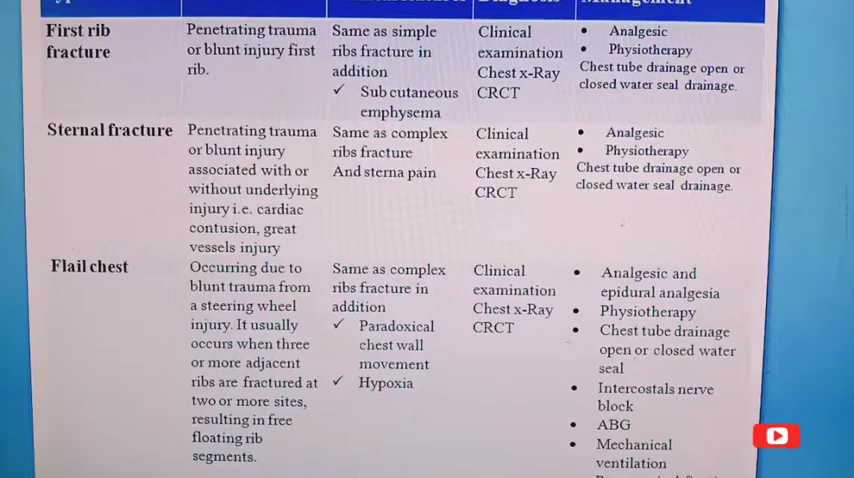 First rib
fracture
Penetrating trauma
or blunt injury first
rib.
Same as simple
ribs fracture in
addition
✓ Sub cutaneous
emphysema
Clinical
examination
Chest x-Ray
CRCT
• Analgesic
• Physiotherapy
Chest tube drainage open or
closed water seal drainage.
Sternal fracture
Penetrating trauma
or blunt injury
associated with or
without underlying
injury i.e. cardiac
contusion, great
vessels injury
Same as complex
ribs fracture
And sterna pain
Clinical
examination
Chest x-Ray
CRCT
• Analgesic
• Physiotherapy
Chest tube drainage open or
closed water seal drainage.
Flail chest
Occurring due to
blunt trauma from
a steering wheel
injury. It usually
occurs when three
or more adjacent
ribs are fractured at
two or more sites,
resulting in free
floating rib
segments.
Same as complex
ribs fracture in
addition
✓ Paradoxical
chest wall
movement
✓ Hypoxia
Clinical
examination
Chest x-Ray
CRCT
• Analgesic and
epidural analgesia
• Physiotherapy
• Chest tube drainage
open or closed water
seal
• Intercostals nerve
block
• ABG
• Mechanical
ventilation